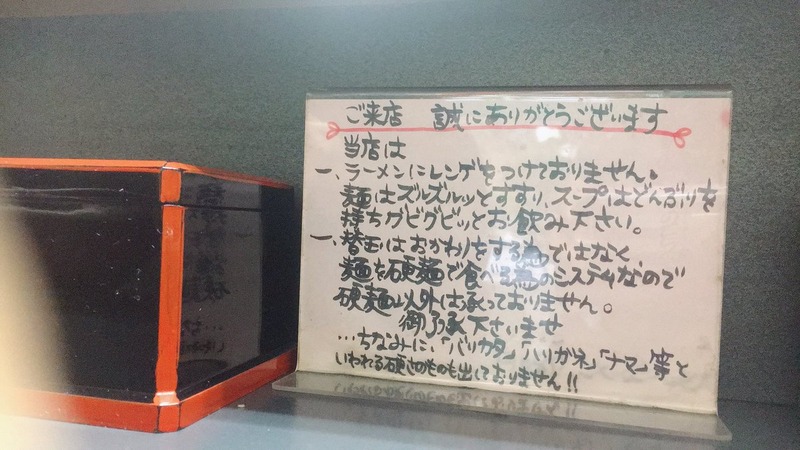 ご来店 誠にありがとうございます
当店は
一、ラーメンにレンゲをつけておりません。
麺はズルズルッとすすり、スープはどんぶりを
持ちグビグビッとお飲み下さい。
一、替玉はおかわりをする為ではなく
麺を硬麺で食べる為のシステムなので
硬麺以外は承っておりません。
御了承下さいませ
…ちなみに、「バリカタ」「ハリガネ」「ナマ」等と
いわれる硬さのものも出しておりません!!